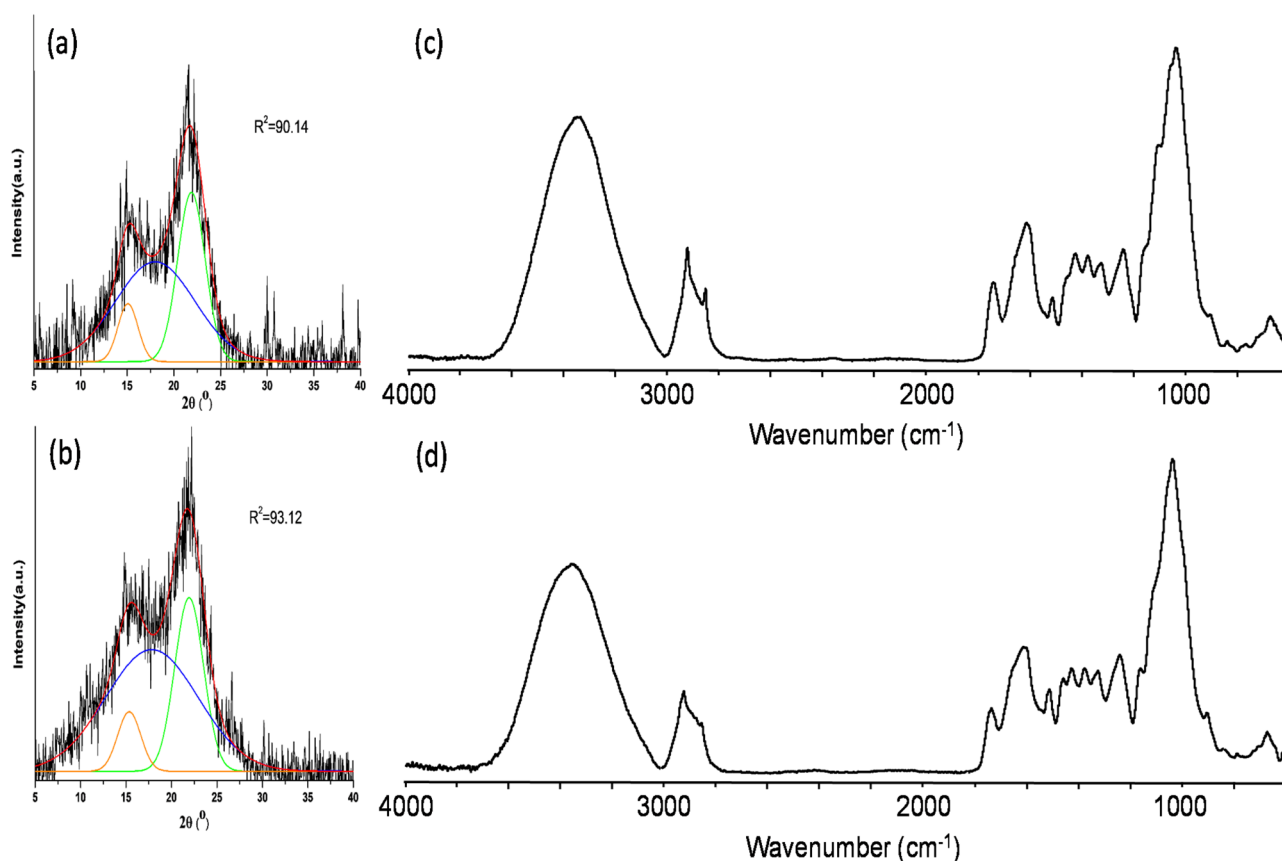 (a)
R²=90.14
Intensity(a.u.)
5 10 15 20 25 30 35 40
2θ (⁰)
(c)
4000 3000 2000 1000
Wavenumber (cm⁻¹)
(b)
R²=93.12
Intensity(a.u.)
5 10 15 20 25 30 35 40
2θ (⁰)
(d)
4000 3000 2000 1000
Wavenumber (cm⁻¹)